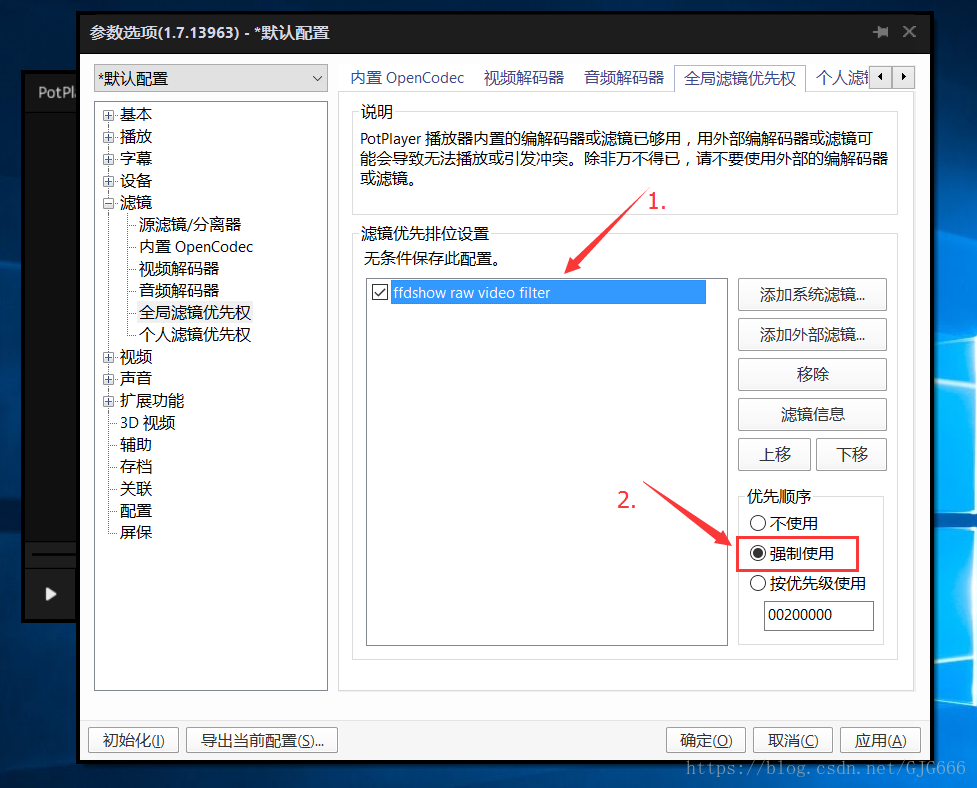 参数选项(1.7.13963) - *默认配置
PotPl
*默认配置
内置 OpenCodec
视频解码器
音频解码器
全局滤镜优先权
个人滤
基本
播放
字幕
设备
滤镜
源滤镜/分离器
内置 OpenCodec
视频解码器
音频解码器
全局滤镜优先权
个人滤镜优先权
视频
声音
扩展功能
3D 视频
辅助
存档
关联
配置
屏保
说明
PotPlayer 播放器内置的编解码器或滤镜已够用，用外部编解码器或滤镜可
能会导致无法播放或引发冲突。除非万不得已，请不要使用外部的编解码器
或滤镜。
1.
滤镜优先排位设置
无条件保存此配置。
ffdshow raw video filter
添加系统滤镜...
添加外部滤镜...
移除
滤镜信息
上移
下移
2.
优先顺序
不使用
强制使用
按优先级使用
00200000
初始化(I)
导出当前配置(S)...
确定(O)
取消(C)
应用(A)
https://blog.csdn.net/GJG666